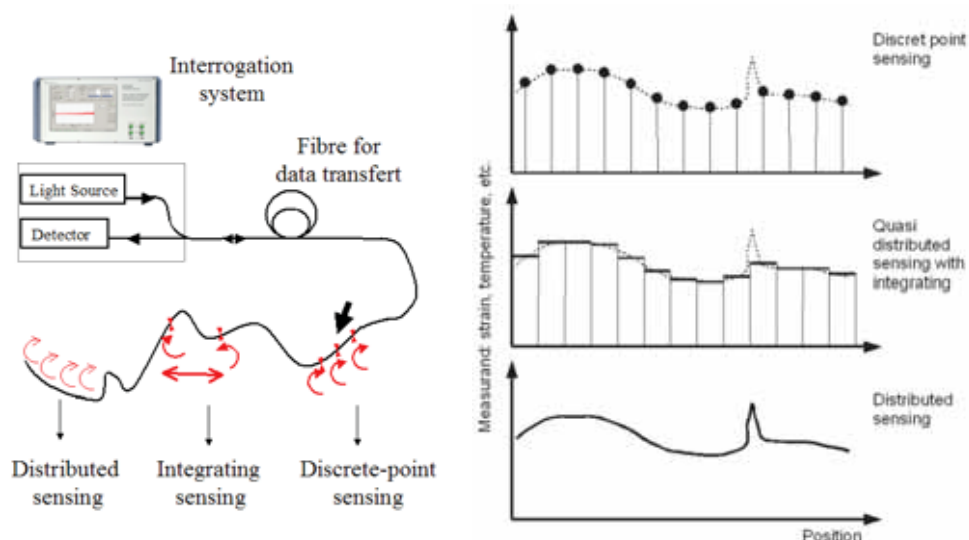 Interrogation
system
Fibre for
data transfert
Light Source
Detector
Distributed
sensing
Integrating
sensing
Discrete-point
sensing
Measurand: strain, temperature, etc.
Discret point
sensing
Quasi
distributed
sensing with
integrating
Distributed
sensing
Position